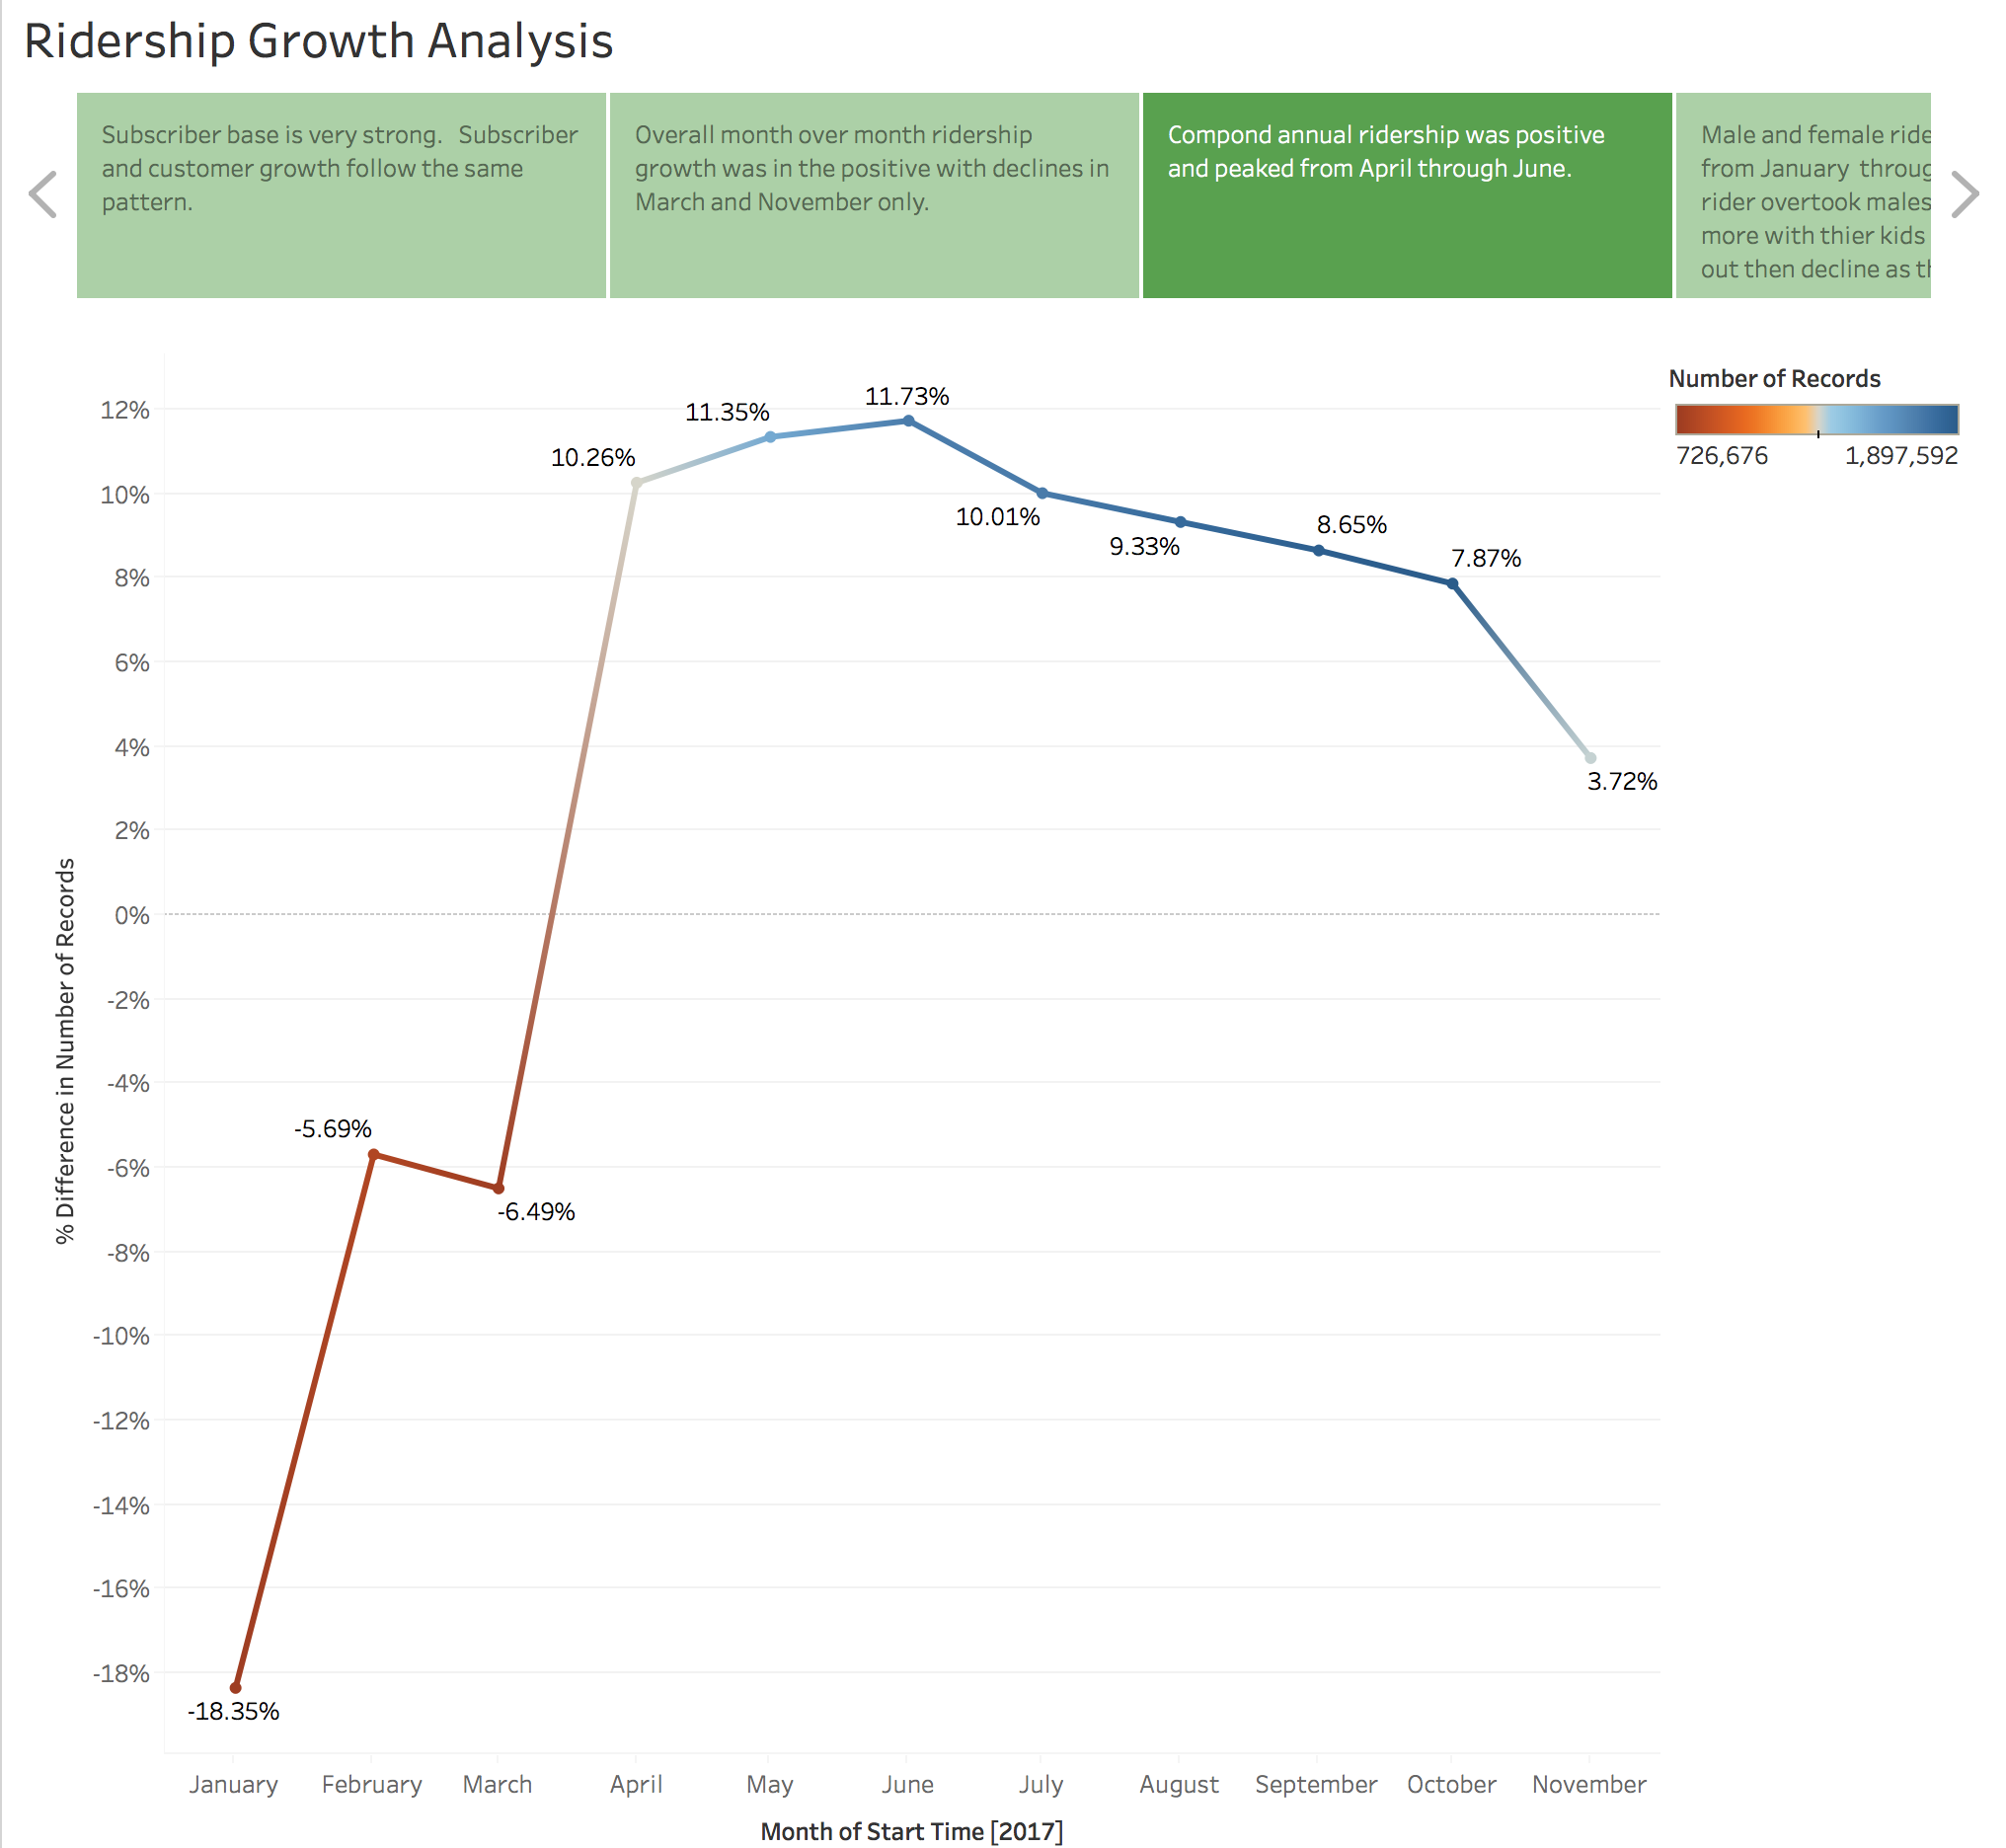 Ridership Growth Analysis
Subscriber base is very strong.   Subscriber
and customer growth follow the same
pattern.
Overall month over month ridership
growth was in the positive with declines in
March and November only.
Compond annual ridership was positive
and peaked from April through June.
Male and female ride
from January  throug
rider overtook males
more with thier kids
out then decline as th
Number of Records
726,676 1,897,592
% Difference in Number of Records
12%
10%
8%
6%
4%
2%
0%
-2%
-4%
-6%
-8%
-10%
-12%
-14%
-16%
-18%
-18.35%
-5.69%
-6.49%
10.26%
11.35%
11.73%
10.01%
9.33%
8.65%
7.87%
3.72%
January February March April May June July August September October November
Month of Start Time [2017]